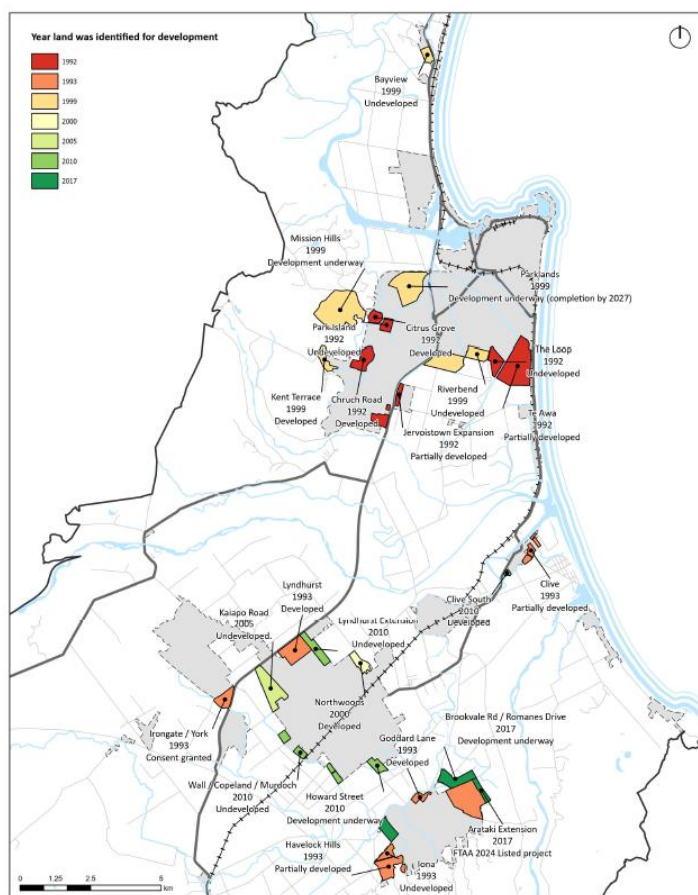 Year land was identified for development
1992
1993
1999
2000
2005
2010
2017
Bayview
1999
Undeveloped
Mission Hills
1999
Development underway
Parklands
1999
Development underway (completion by 2027)
Park Island
1992
Undeveloped
Citrus Grove
1992
Developed
The Loop
1992
Undeveloped
Kent Terrace
1999
Developed
Chruch Road
1992
Developed
Riverbend
1999
Undeveloped
Te Awa
1992
Partially developed
Jervoistown Expansion
1992
Partially developed
Clive
1993
Partially developed
Clive South
2010
Developed
Lyndhurst
1993
Developed
Kaiapo Road
2005
Undeveloped
Lyndhurst Extension
2010
Undeveloped
Northwoops
2000
Developed
Irongate / York
1993
Consent granted
Goddard Lane
1993
Developed
Brookvale Rd / Romanes Drive
2017
Development underway
Wall / Copeland / Murdoch
2010
Undeveloped
Howard Street
2010
Development underway
Arataki Extension
2017
FTAA 2024 Listed project
Havelock Hills
1993
Partially developed
Iona
1993
Undeveloped
0 1.25 2.5 5
km